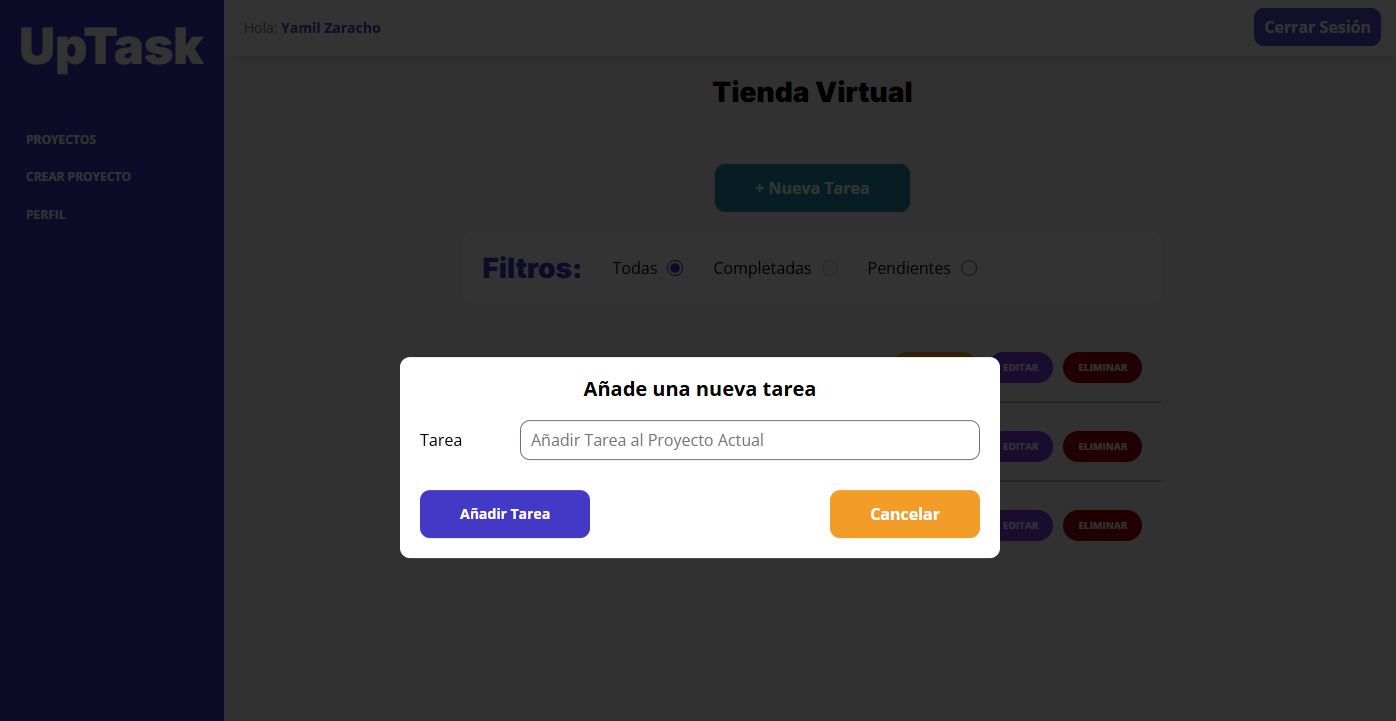 UpTask
Hola: Yamil Zaracho
Cerrar Sesión
PROYECTOS
CREAR PROYECTO
PERFIL
Tienda Virtual
+ Nueva Tarea
Filtros: Todas Completadas Pendientes
EDITAR ELIMINAR
Añade una nueva tarea
Tarea Añadir Tarea al Proyecto Actual
EDITAR ELIMINAR
Añadir Tarea Cancelar
EDITAR ELIMINAR